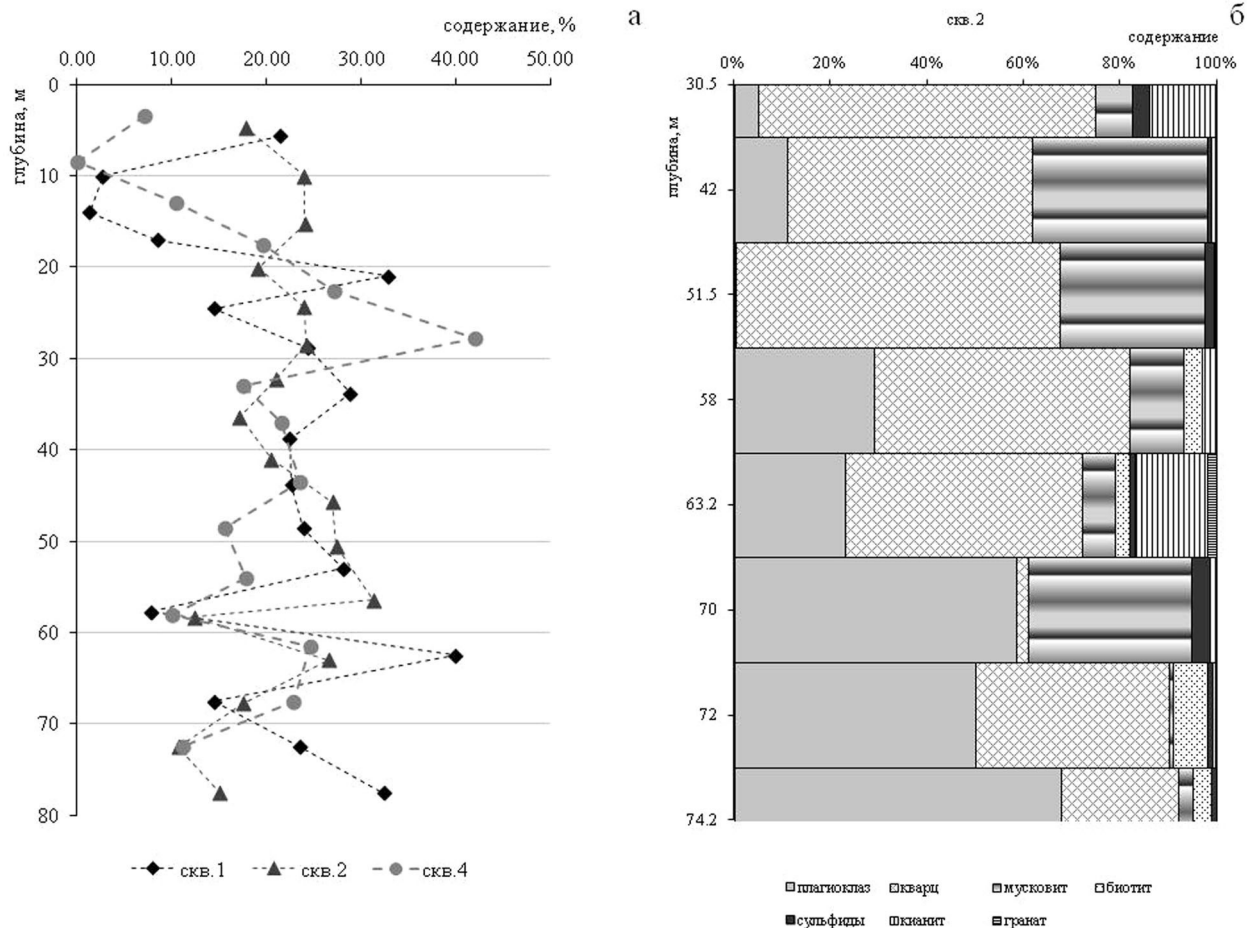 а
содержание, %
0.00 10.00 20.00 30.00 40.00 50.00
глубина, м
0
10
20
30
40
50
60
70
80
скв.1 скв.2 скв.4
б
скв.2
содержание
0% 20% 40% 60% 80% 100%
глубина, м
30.5
42
51.5
58
63.2
70
72
74.2
плагиоклаз кварц мусковит биотит
сульфиды кианит гранат